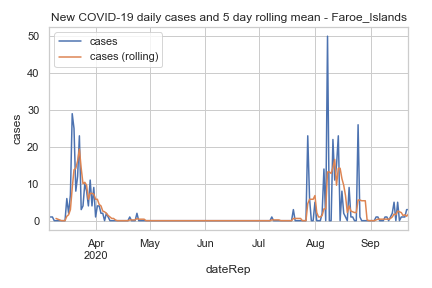 New COVID-19 daily cases and 5 day rolling mean - Faroe_Islands
cases
cases (rolling)
50
40
30
20
10
0
cases
Apr
2020
May
Jun
Jul
Aug
Sep
dateRep